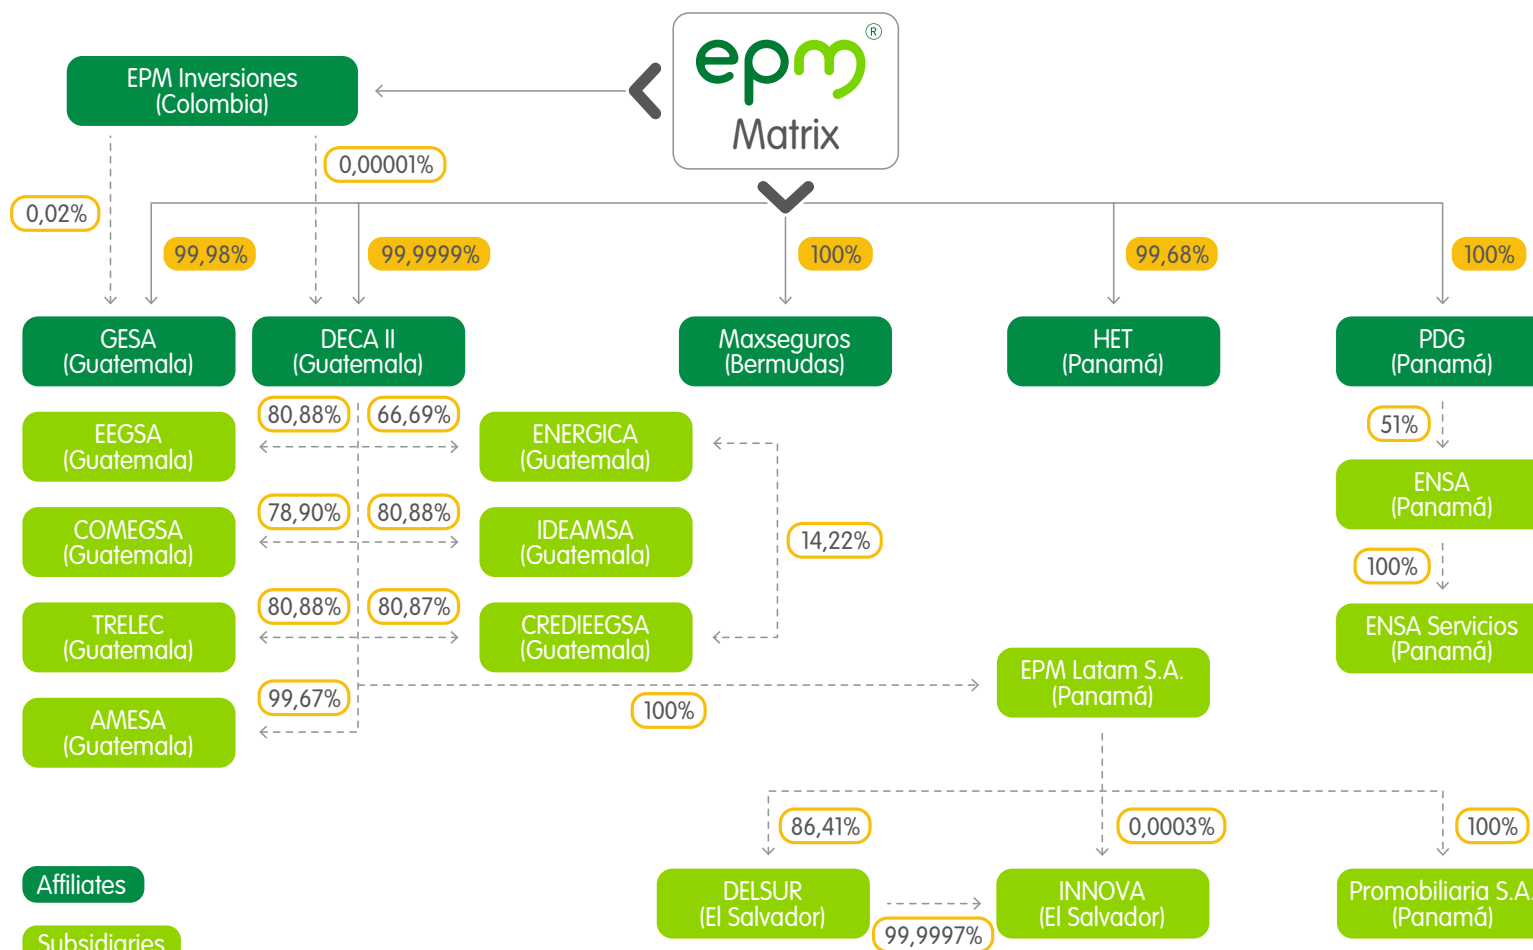 epm®
Matrix
EPM Inversiones
(Colombia)
0,00001%
0,02%
99,98%
99,9999%
100%
99,68%
100%
GESA
(Guatemala)
DECA II
(Guatemala)
Maxseguros
(Bermudas)
HET
(Panamá)
PDG
(Panamá)
80,88%
66,69%
51%
EEGSA
(Guatemala)
ENERGICA
(Guatemala)
ENSA
(Panamá)
78,90%
80,88%
14,22%
COMEGSA
(Guatemala)
IDEAMSA
(Guatemala)
100%
80,88%
80,87%
TRELEC
(Guatemala)
CREDIEEGSA
(Guatemala)
ENSA Servicios
(Panamá)
EPM Latam S.A.
(Panamá)
99,67%
100%
AMESA
(Guatemala)
86,41%
0,0003%
100%
Affiliates
DELSUR
(El Salvador)
INNOVA
(El Salvador)
Promobiliaria S.A.
(Panamá)
99,9997%
Subsidiaries